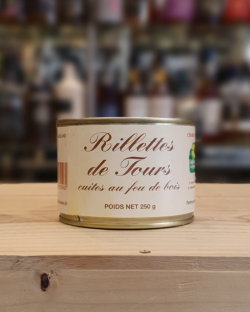 Rillettes
de Tours
cuites au feu de bois
POIDS NET 250 g